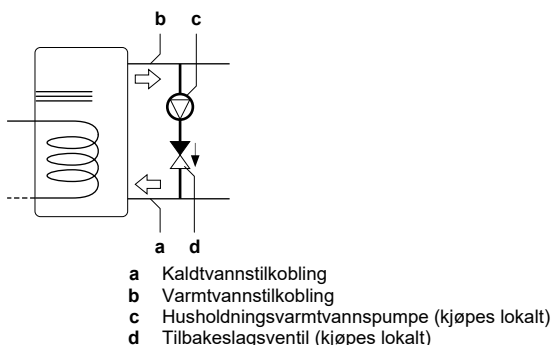 b c
a d
a Kaldtvannstilkobling
b Varmtvannstilkobling
c Husholdningsvarmtvannspumpe (kjøpes lokalt)
d Tilbakeslagsventil (kjøpes lokalt)